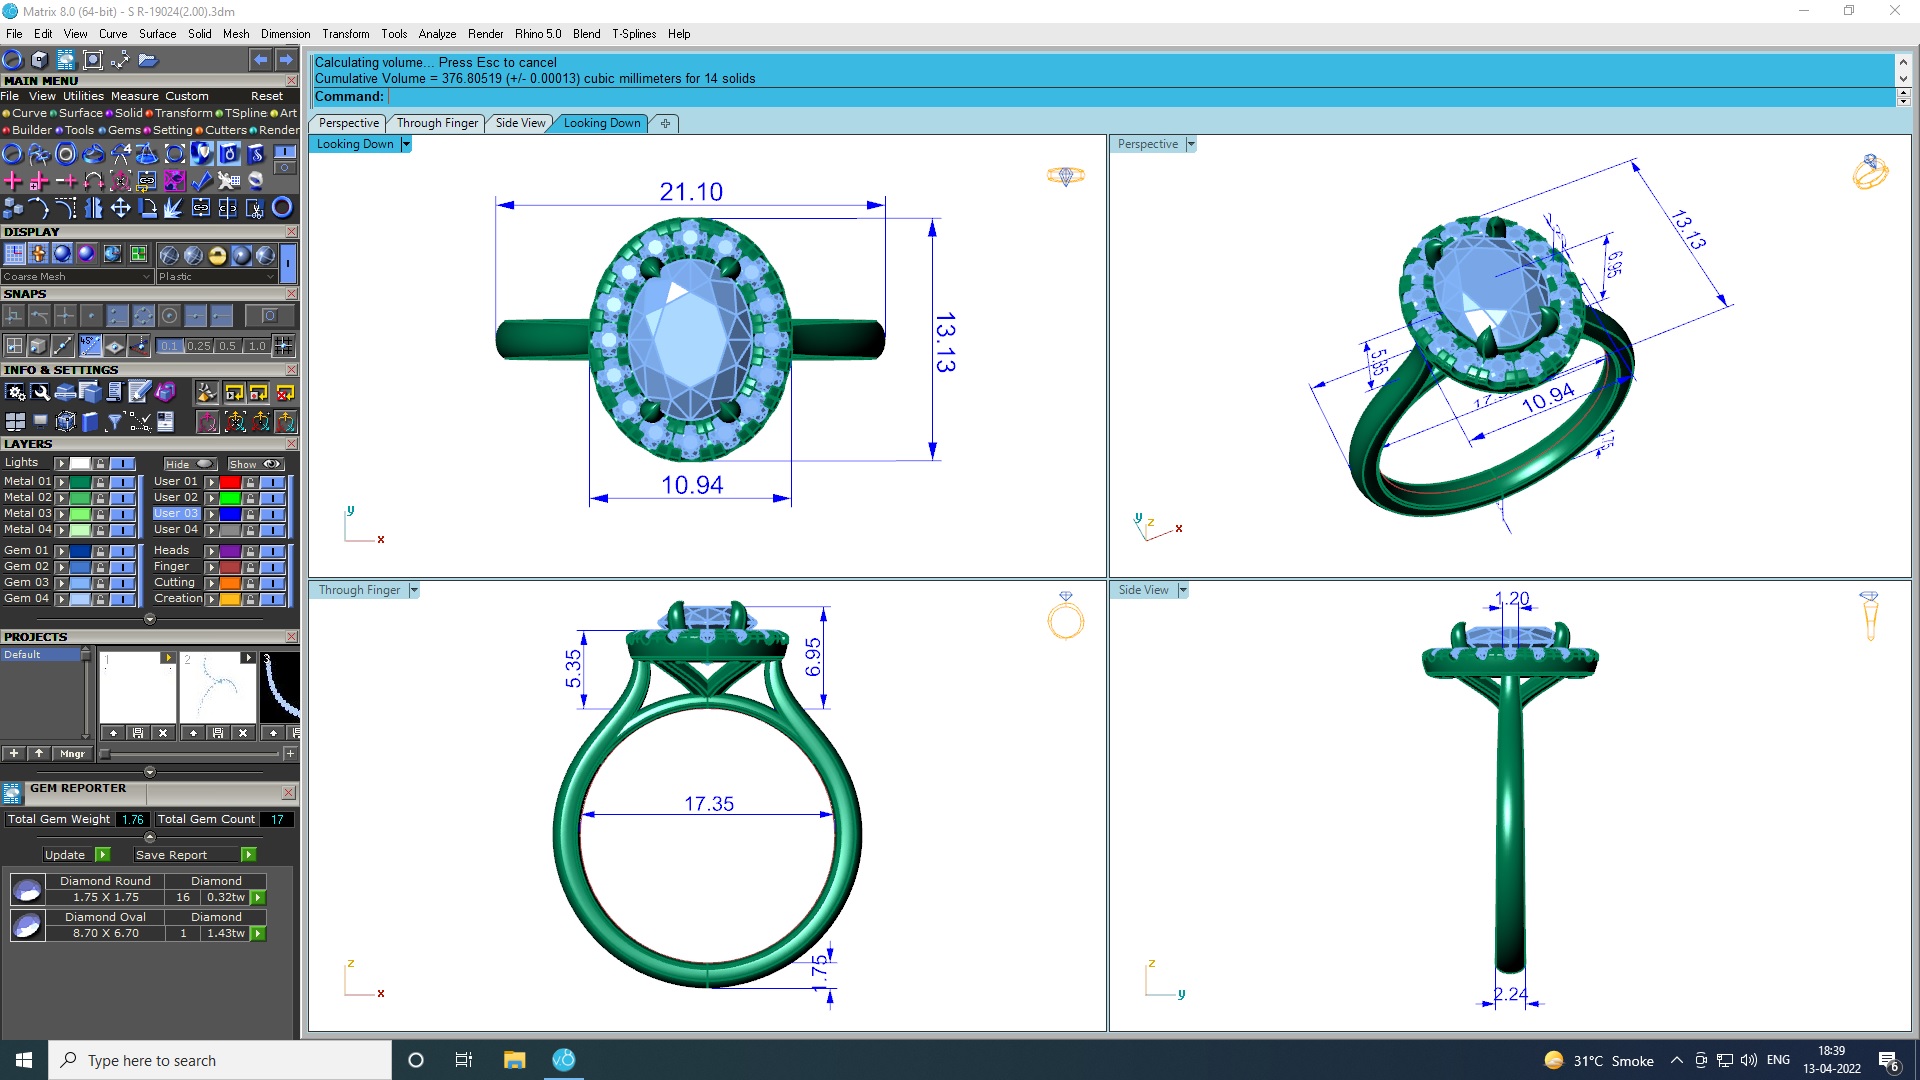 Matrix 8.0 (64-bit) - S R-19024(2.00).3dm
File Edit View Curve Surface Solid Mesh Dimension Transform Tools Analyze Render Rhino 5.0 Blend T-Splines Help
Calculating volume... Press Esc to cancel
Cumulative Volume = 376.80519 (+/- 0.00013) cubic millimeters for 14 solids
Command:
MAIN MENU
File View Utilities Measure Custom Reset
Curve Surface Solid Transform TSpline Art
Builder Tools Gems Setting Cutters Render
DISPLAY
Coarse Mesh Plastic
SNAPS
45°
0.1 0.25 0.5 1.0
INFO & SETTINGS
LAYERS
Lights Hide Show
Metal 01 User 01
Metal 02 User 02
Metal 03 User 03
Metal 04 User 04
Gem 01 Heads
Gem 02 Finger
Gem 03 Cutting
Gem 04 Creation
PROJECTS
Default
1 2 3
Mngr
GEM REPORTER
Total Gem Weight 1.76 Total Gem Count 17
Update Save Report
Diamond Round Diamond
1.75 X 1.75 16 0.32tw
Diamond Oval Diamond
8.70 X 6.70 1 1.43tw
Perspective Through Finger Side View Looking Down
Looking Down
21.10
13.13
10.94
y
x
Perspective
13.13
6.95
5.35
10.94
1.75
y z x
Through Finger
5.35
6.95
17.35
1.75
z
x
Side View
1.20
2.24
z
y
Type here to search
31°C Smoke
ENG
18:39
13-04-2022
6